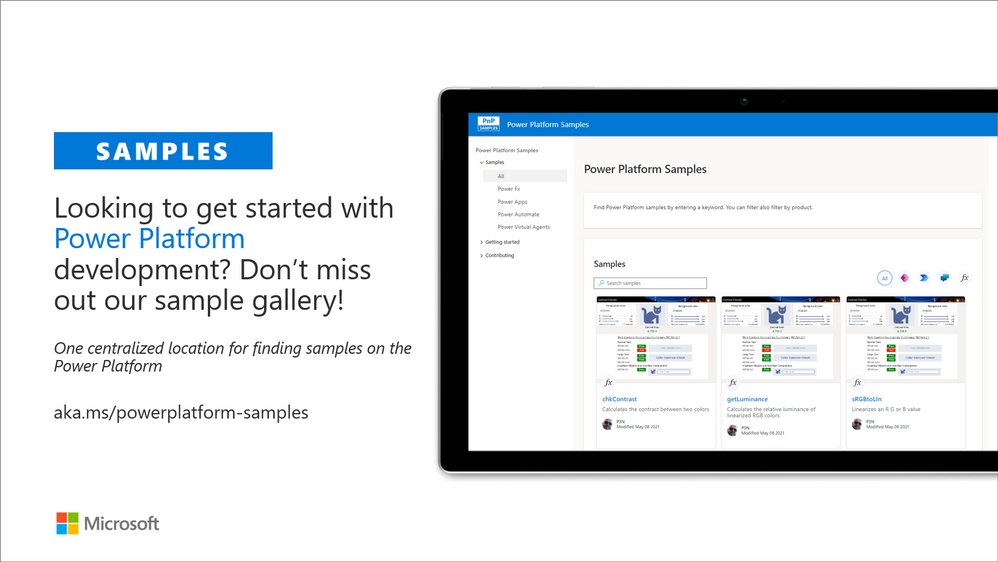 SAMPLES
Looking to get started with
Power Platform
development? Don't miss
out our sample gallery!
One centralized location for finding samples on the
Power Platform
aka.ms/powerplatform-samples
Microsoft
PnP
SAMPLES
Power Platform Samples
Power Platform Samples
Samples
All
Power Fx
Power Apps
Power Automate
Power Virtual Agents
Getting started
Contributing
Power Platform Samples
Find Power Platform samples by entering a keyword. You can filter also filter by product.
Samples
Search samples
All
fx
fx
chkContrast
Calculates the contrast between two colors
P3N
Modified May 08 2021
fx
getLuminance
Calculates the relative luminance of
linearized RGB colors
P3N
Modified May 08 2021
fx
sRGBtoLin
Linearizes an R G or B value
P3N
Modified May 08 2021